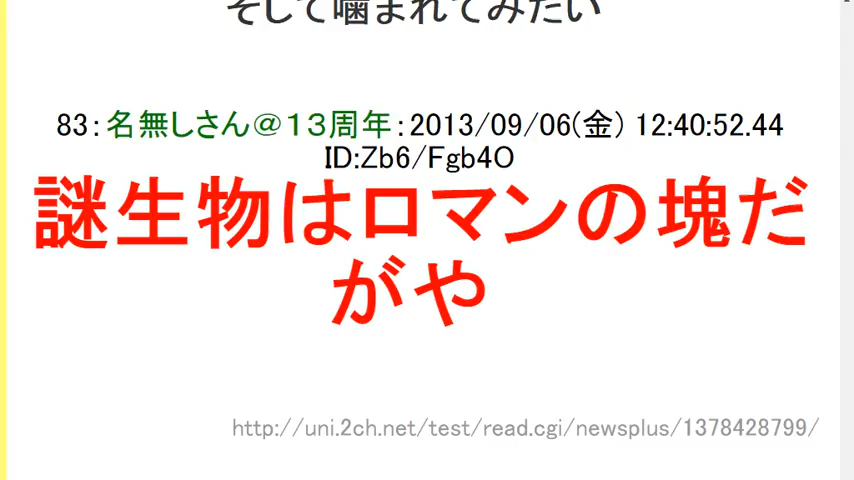 そして噛まれてみたい
83：名無しさん＠１３周年：2013/09/06(金) 12:40:52.44
ID:Zb6/Fgb4O
謎生物はロマンの塊だ
がや
http://uni.2ch.net/test/read.cgi/newsplus/1378428799/